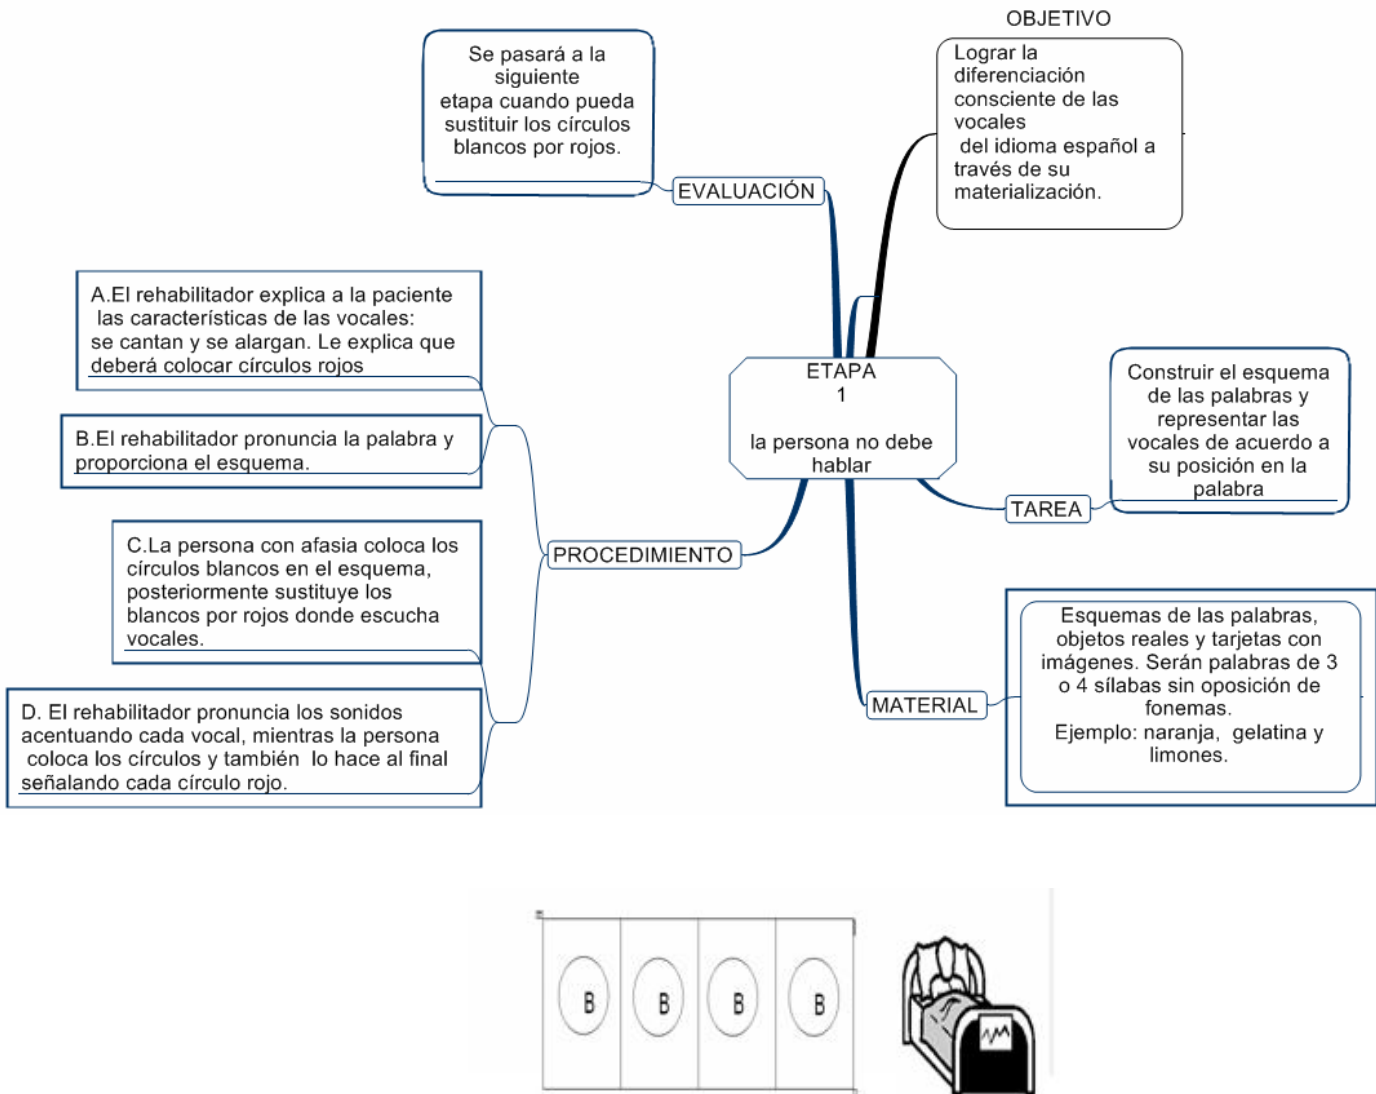 OBJETIVO
Lograr la
diferenciación
consciente de las
vocales
del idioma español a
través de su
materialización.
Se pasará a la
siguiente
etapa cuando pueda
sustituir los círculos
blancos por rojos.
EVALUACIÓN
A.El rehabilitador explica a la paciente
las características de las vocales:
se cantan y se alargan. Le explica que
deberá colocar círculos rojos
B.El rehabilitador pronuncia la palabra y
proporciona el esquema.
C.La persona con afasia coloca los
círculos blancos en el esquema,
posteriormente sustituye los
blancos por rojos donde escucha
vocales.
D. El rehabilitador pronuncia los sonidos
acentuando cada vocal, mientras la persona
coloca los círculos y también lo hace al final
señalando cada círculo rojo.
PROCEDIMIENTO
ETAPA
1
la persona no debe
hablar
TAREA
Construir el esquema
de las palabras y
representar las
vocales de acuerdo a
su posición en la
palabra
MATERIAL
Esquemas de las palabras,
objetos reales y tarjetas con
imágenes. Serán palabras de 3
o 4 sílabas sin oposición de
fonemas.
Ejemplo: naranja, gelatina y
limones.
B B B B